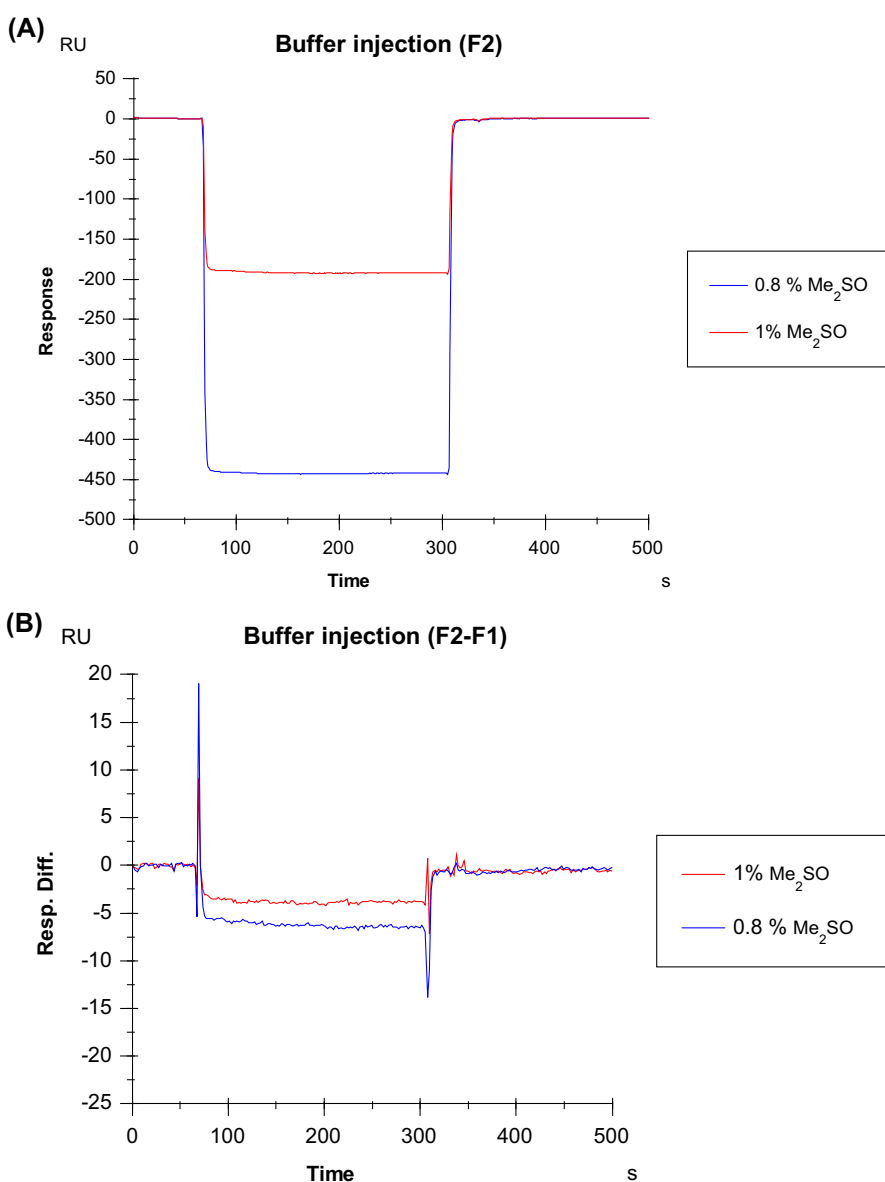 (A)
RU
Buffer injection (F2)
50
0
-50
-100
-150
-200
-250
-300
-350
-400
-450
-500
Response
0 100 200 300 400 500
Time
s
0.8 % Me₂SO
1% Me₂SO
(B)
RU
Buffer injection (F2-F1)
20
15
10
5
0
-5
-10
-15
-20
-25
Resp. Diff.
0 100 200 300 400 500
Time
s
1% Me₂SO
0.8 % Me₂SO